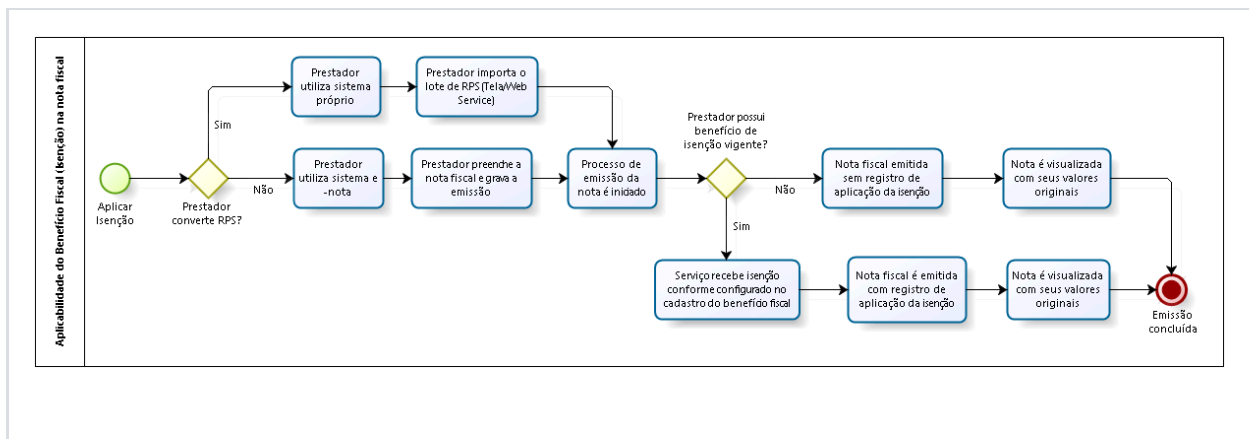 Aplicabilidade do Benefício Fiscal (Isenção) na nota fiscal
Aplicar
Isenção
Prestador
converte RPS?
Sim
Não
Prestador
utiliza sistema
próprio
Prestador importa o
lote de RPS (Tela/Web
Service)
Prestador
utiliza sistema e
-nota
Prestador preenche a
nota fiscal e grava a
emissão
Processo de
emissão da
nota é iniciado
Prestador possui
benefício de
isenção vigente?
Não
Sim
Nota fiscal emitida
sem registro de
aplicação da isenção
Nota é visualizada
com seus valores
originais
Serviço recebe isenção
conforme configurado no
cadastro do benefício fiscal
Nota fiscal é emitida
com registro de
aplicação da isenção
Nota é visualizada
com seus valores
originais
Emissão
concluída